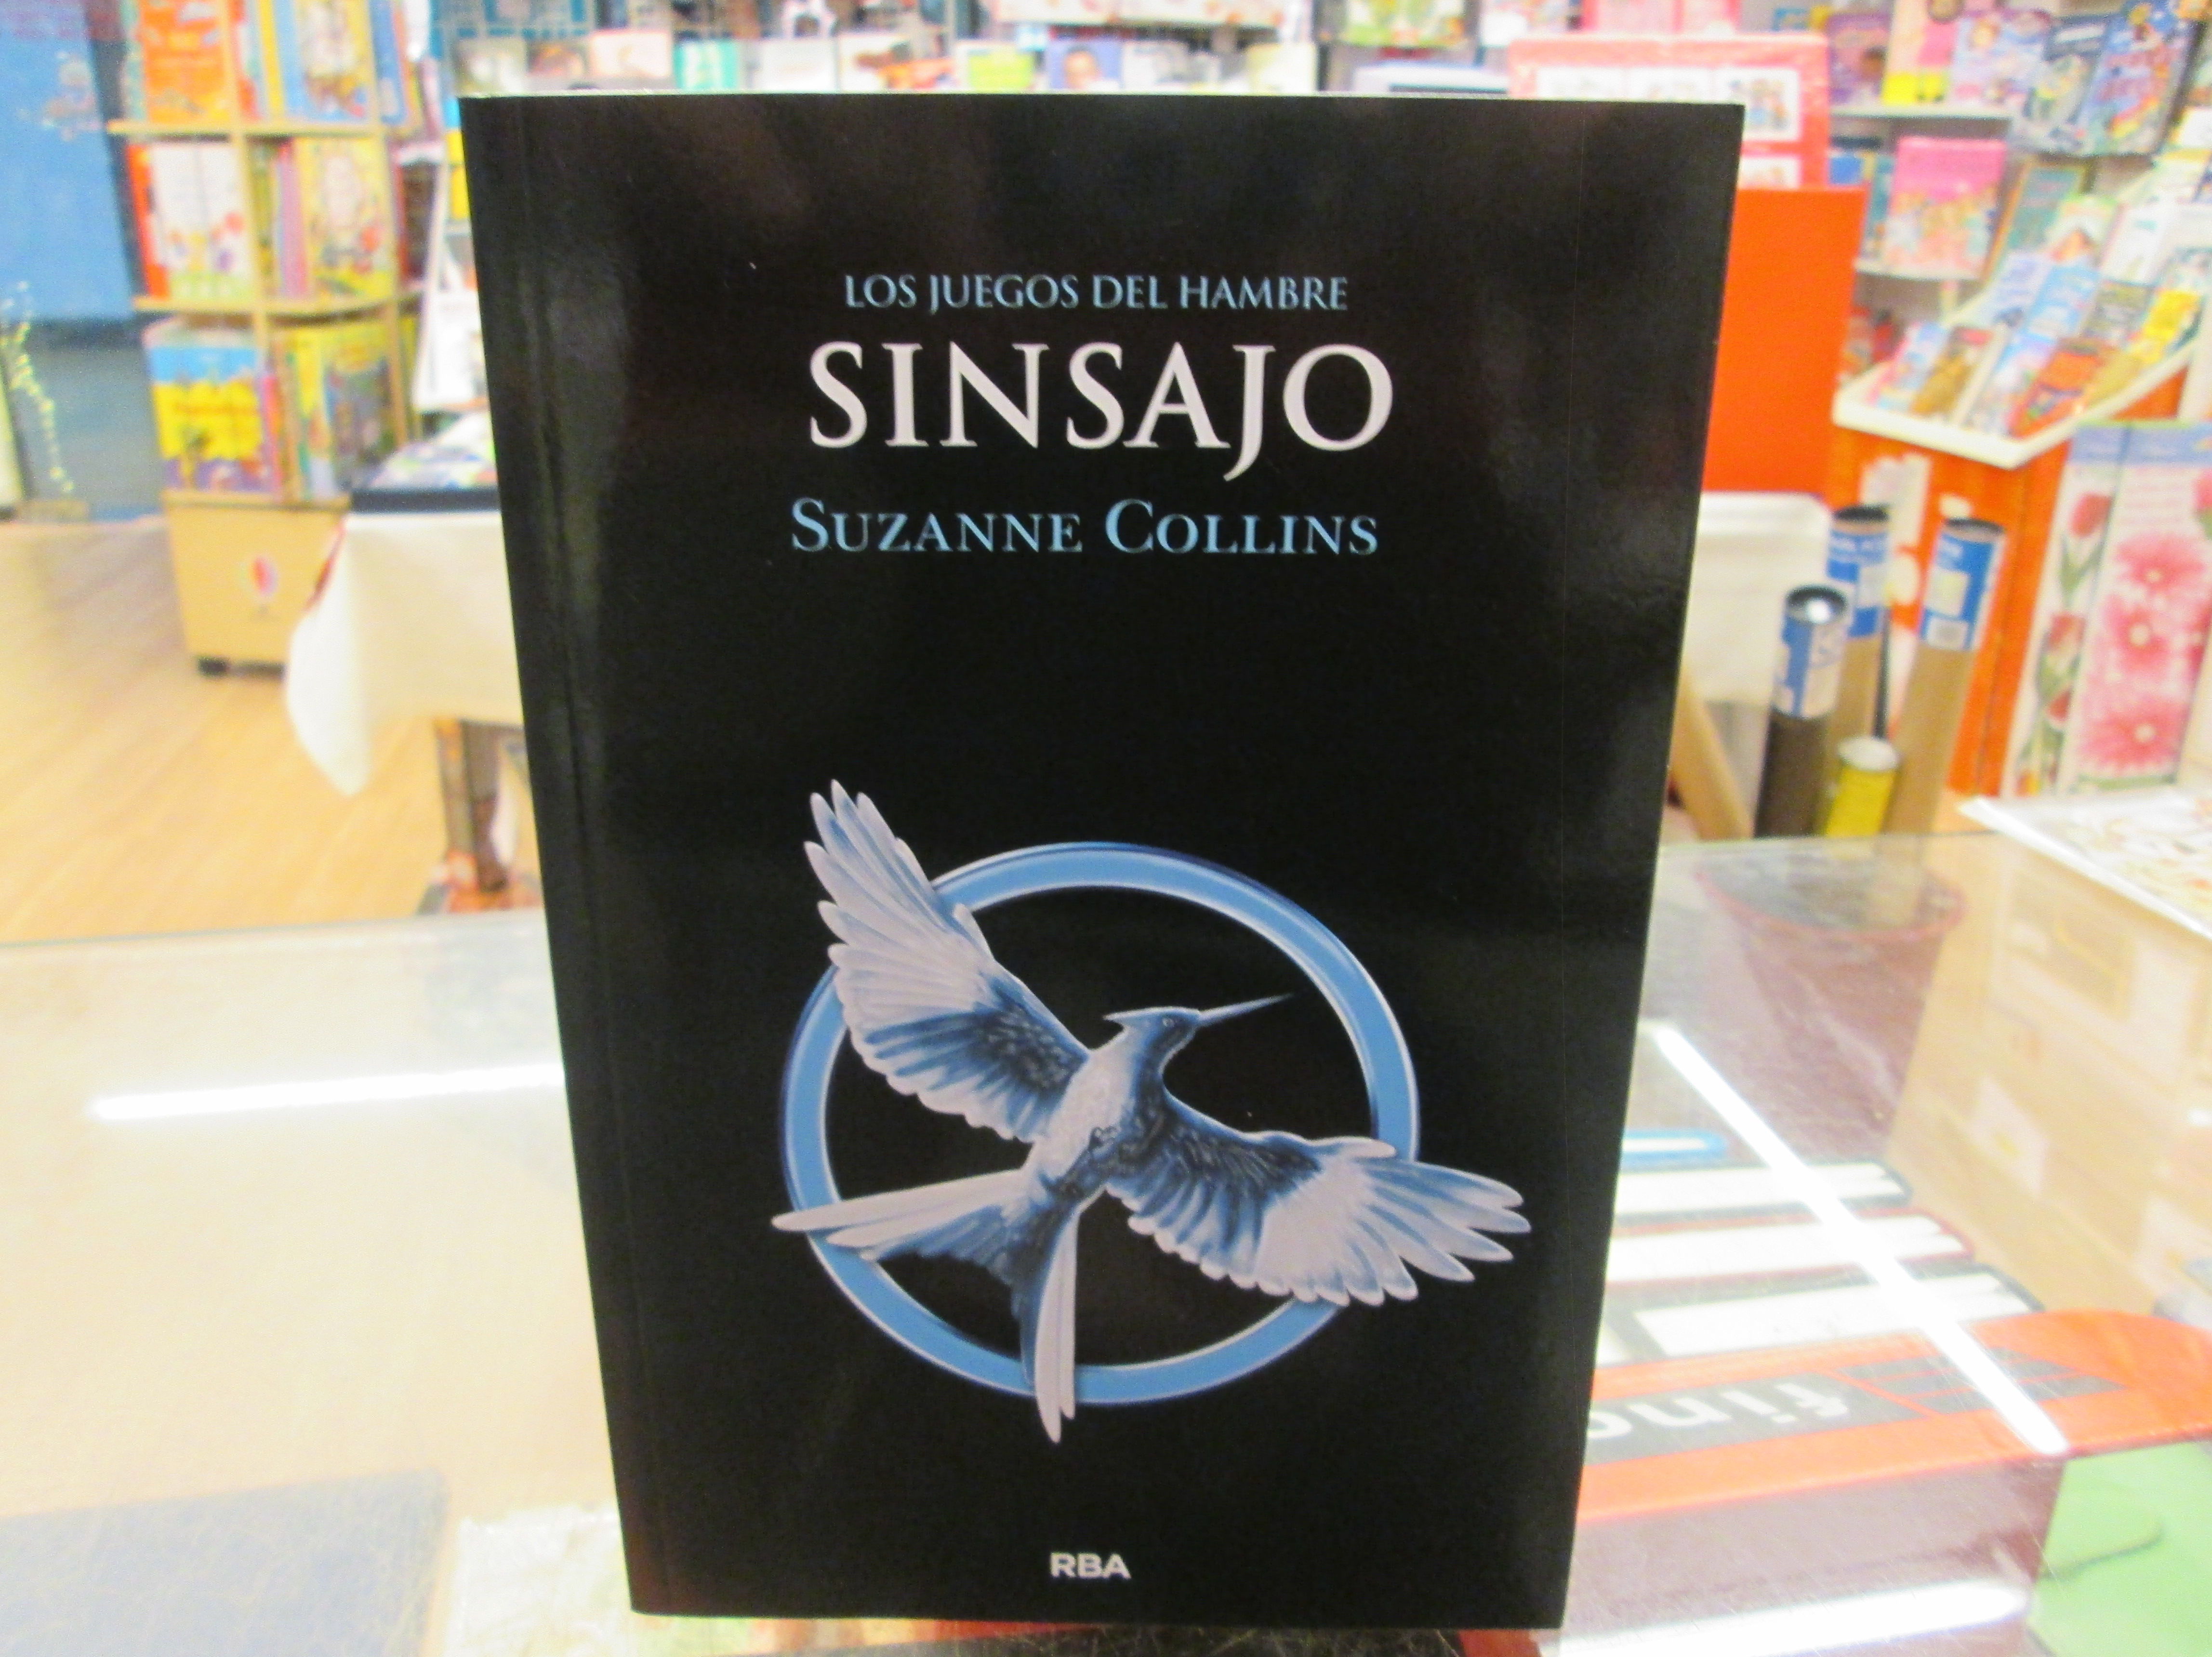 LOS JUEGOS DEL HAMBRE
SINSAJO
SUZANNE COLLINS
RBA